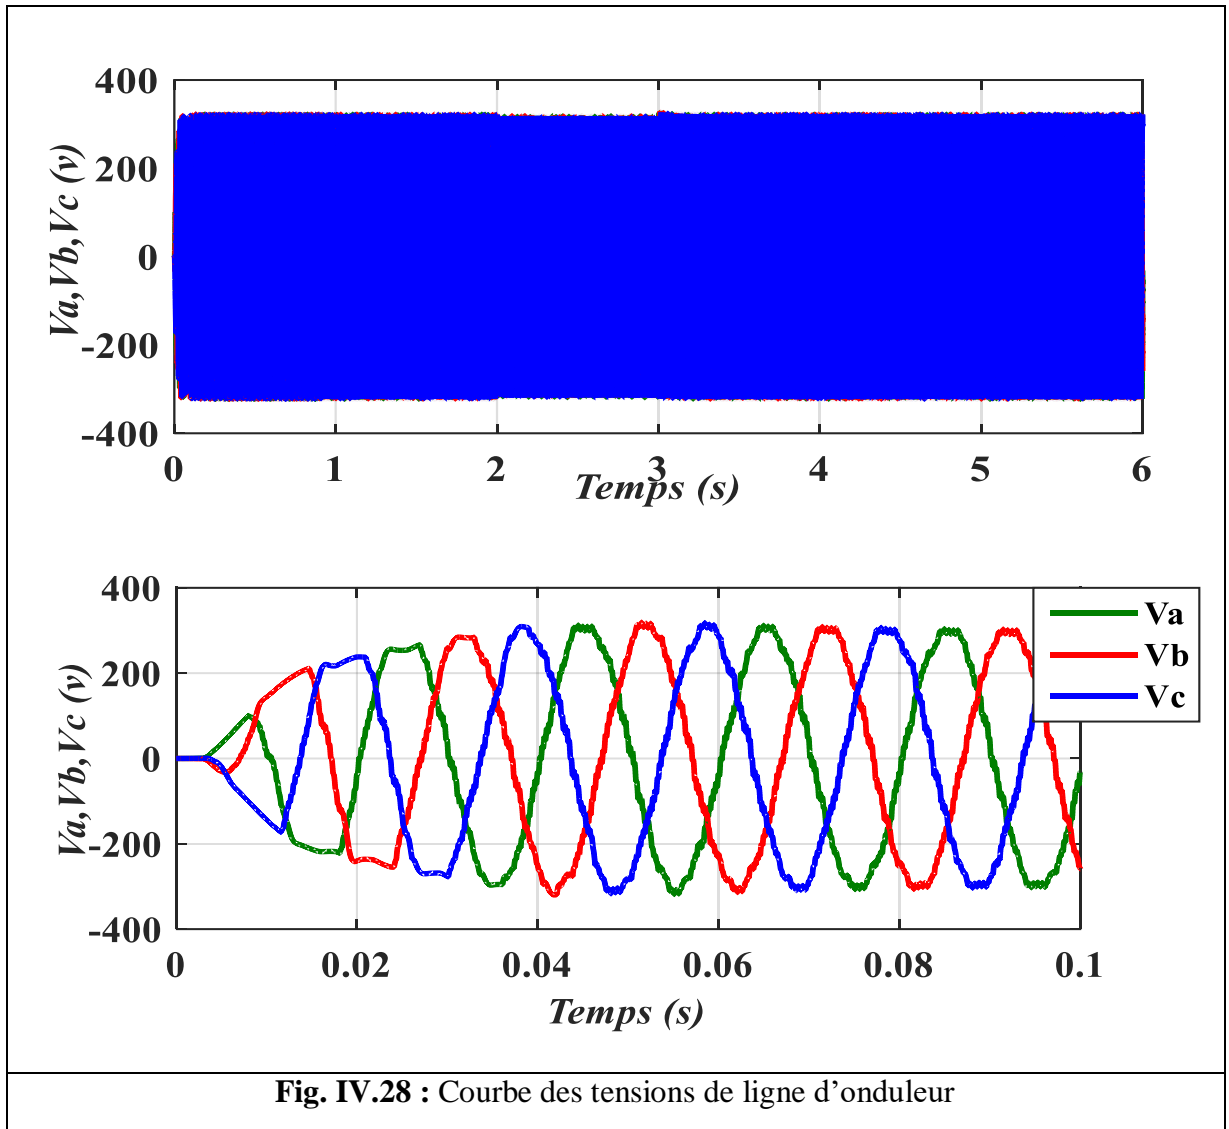 400
200
0
-200
-400
Va,Vb,Vc (v)
0 1 2 3 4 5 6
Temps (s)
400
200
0
-200
-400
Va,Vb,Vc (v)
Va
Vb
Vc
0 0.02 0.04 0.06 0.08 0.1
Temps (s)
Fig. IV.28 : Courbe des tensions de ligne d’onduleur